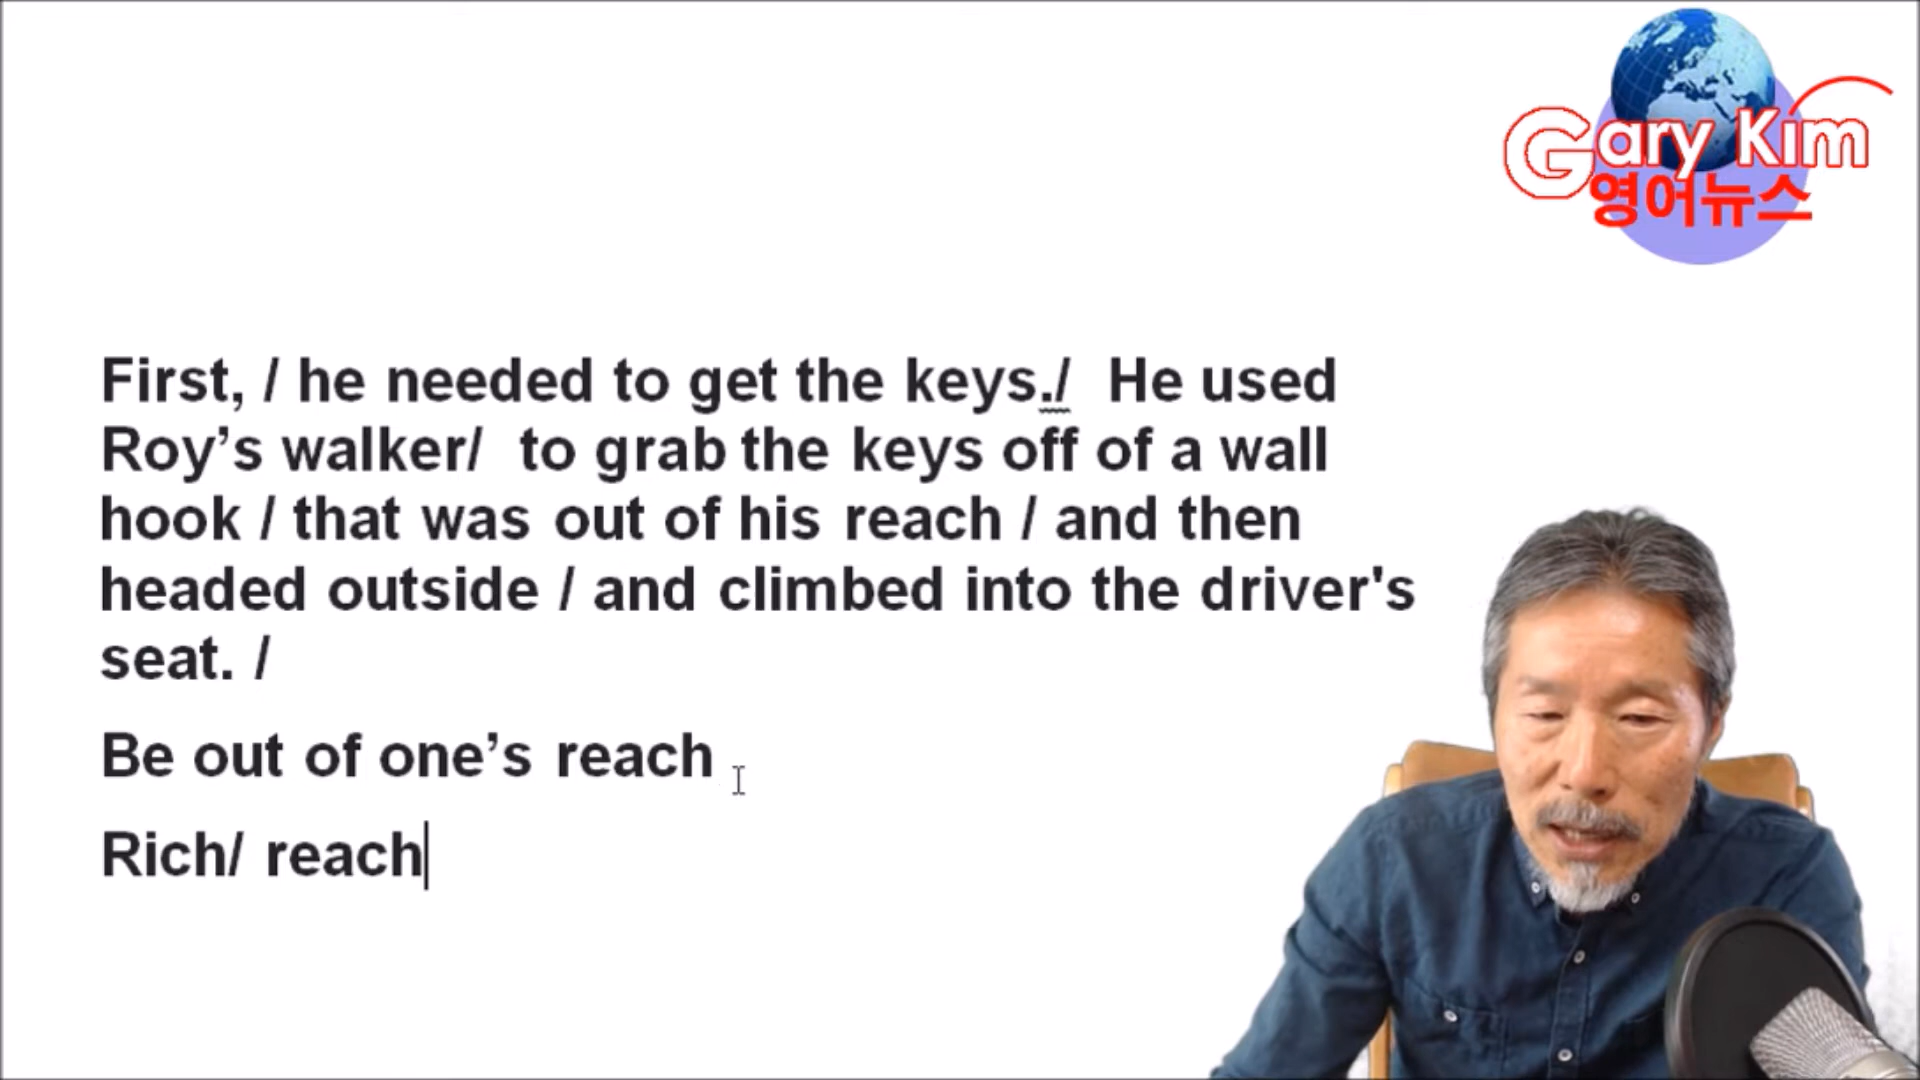 Gary Kim
영어뉴스
First, / he needed to get the keys./  He used
Roy’s walker/  to grab the keys off of a wall
hook / that was out of his reach / and then
headed outside / and climbed into the driver's
seat. /
Be out of one’s reach
Rich/ reach